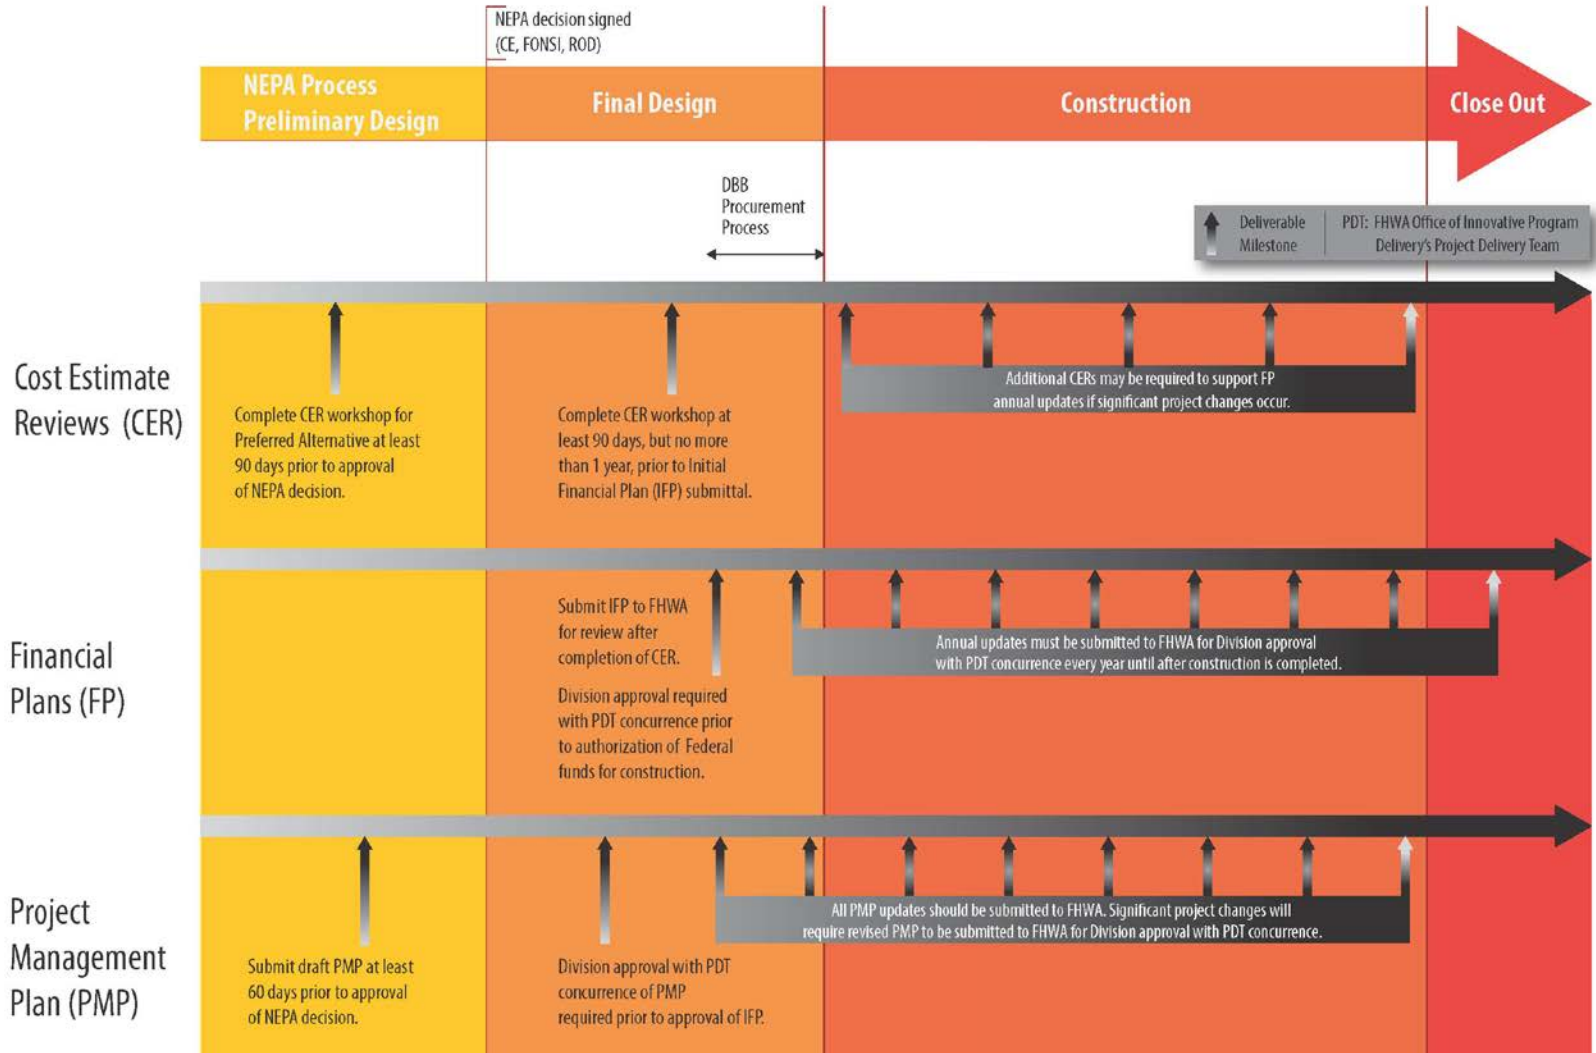 NEPA decision signed
(CE, FONSI, ROD)
NEPA Process
Preliminary Design
Final Design
Construction
Close Out
DBB
Procurement
Process
Deliverable
Milestone
PDT: FHWA Office of Innovative Program
Delivery's Project Delivery Team
Cost Estimate
Reviews (CER)
Complete CER workshop for
Preferred Alternative at least
90 days prior to approval
of NEPA decision.
Complete CER workshop at
least 90 days, but no more
than 1 year, prior to Initial
Financial Plan (IFP) submittal.
Additional CERs may be required to support FP
annual updates if significant project changes occur.
Financial
Plans (FP)
Submit IFP to FHWA
for review after
completion of CER.
Division approval required
with PDT concurrence prior
to authorization of Federal
funds for construction.
Annual updates must be submitted to FHWA for Division approval
with PDT concurrence every year until after construction is completed.
Project
Management
Plan (PMP)
Submit draft PMP at least
60 days prior to approval
of NEPA decision.
Division approval with PDT
concurrence of PMP
required prior to approval of IFP.
All PMP updates should be submitted to FHWA. Significant project changes will
require revised PMP to be submitted to FHWA for Division approval with PDT concurrence.